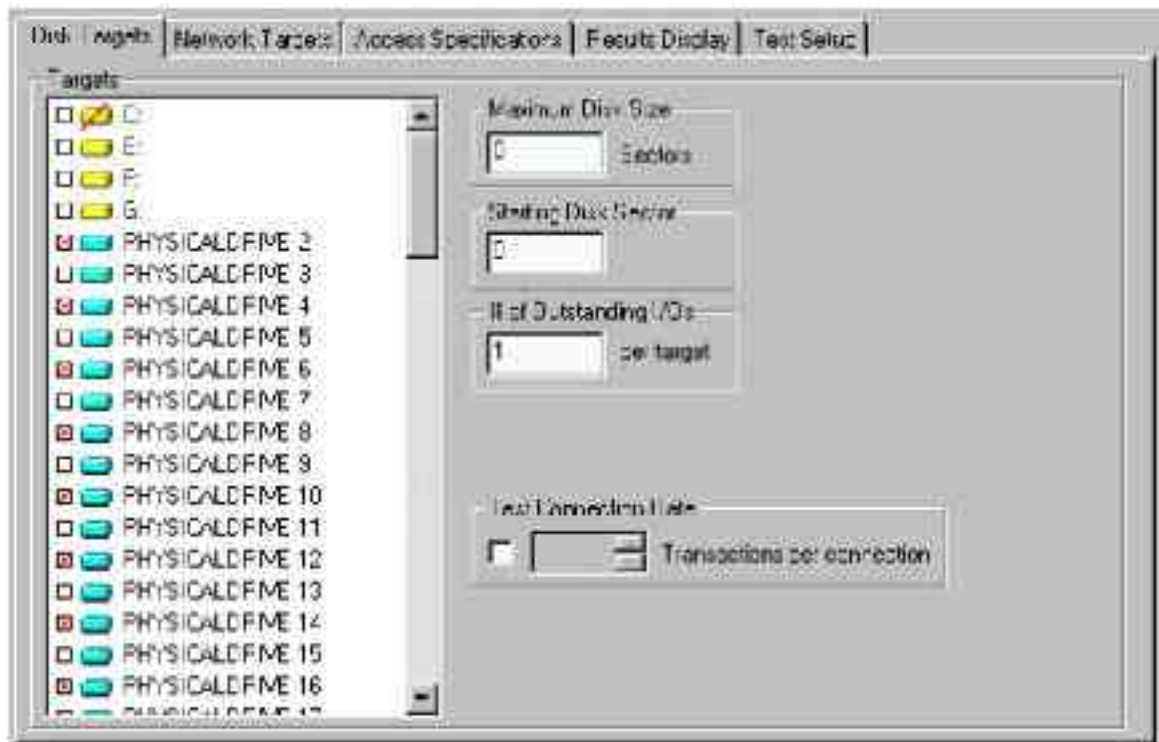 Disk Targets Network Targets Access Specifications Results Display Test Setup
Targets
C:
E:
F:
G:
PHYSICALDRIVE 2
PHYSICALDRIVE 3
PHYSICALDRIVE 4
PHYSICALDRIVE 5
PHYSICALDRIVE 6
PHYSICALDRIVE 7
PHYSICALDRIVE 8
PHYSICALDRIVE 9
PHYSICALDRIVE 10
PHYSICALDRIVE 11
PHYSICALDRIVE 12
PHYSICALDRIVE 13
PHYSICALDRIVE 14
PHYSICALDRIVE 15
PHYSICALDRIVE 16
PHYSICALDRIVE 17
Maximum Disk Size
0 Sectors
Starting Disk Sector
0
# of Outstanding I/Os
1 per target
Test Connection Rate
Transactions per connection